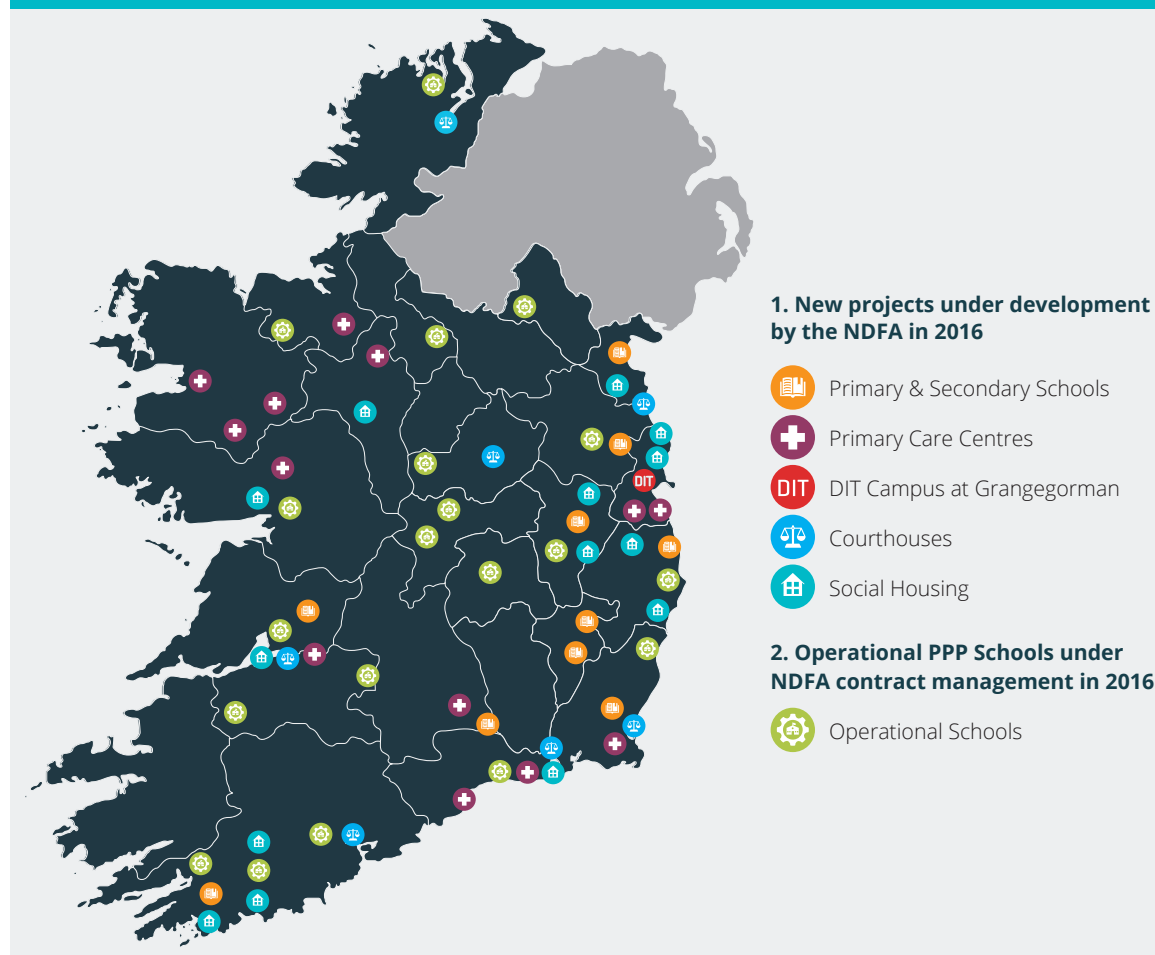 1. New projects under development
by the NDFA in 2016
Primary & Secondary Schools
Primary Care Centres
DIT
DIT Campus at Grangegorman
Courthouses
Social Housing
2. Operational PPP Schools under
NDFA contract management in 2016
Operational Schools
DIT